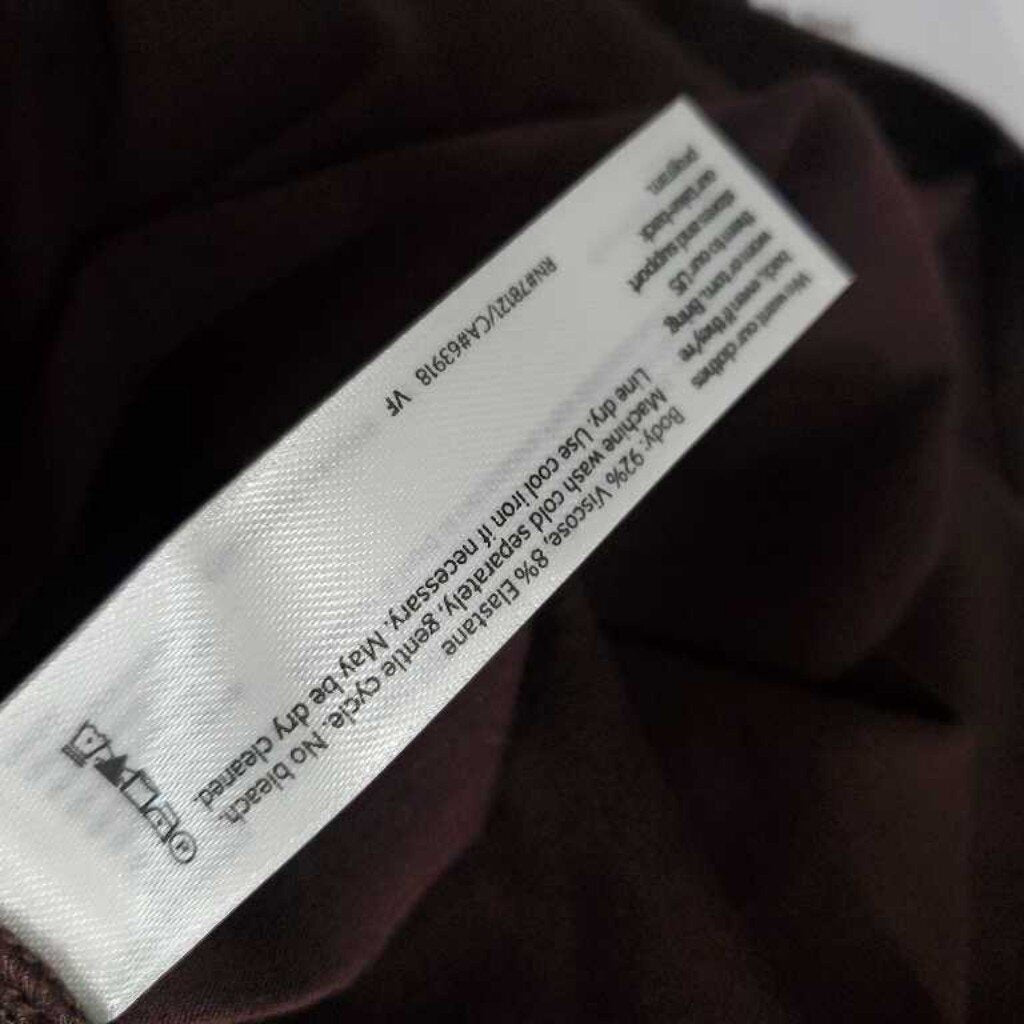 We want our clothes
back, even if they're
worn or torn. Bring
them to our US
stores and support
our take-back
program.
Body: 92% Viscose, 8% Elastane
Machine wash cold separately, gentle cycle. No bleach.
Line dry. Use cool iron if necessary. May be dry cleaned.
RN#78121/CA#63918 VF